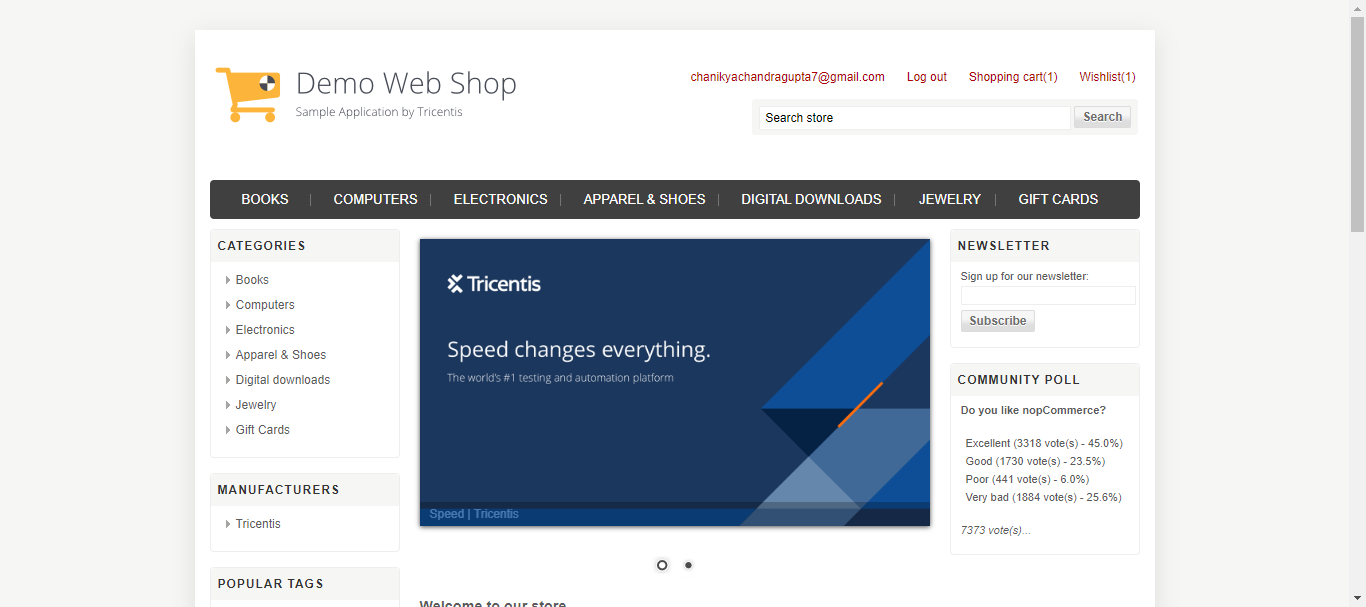 Demo Web Shop
Sample Application by Tricentis
chanikyachandragupta7@gmail.com Log out Shopping cart(1) Wishlist(1)
Search store Search
BOOKS COMPUTERS ELECTRONICS APPAREL & SHOES DIGITAL DOWNLOADS JEWELRY GIFT CARDS
CATEGORIES
Books
Computers
Electronics
Apparel & Shoes
Digital downloads
Jewelry
Gift Cards
MANUFACTURERS
Tricentis
POPULAR TAGS
Tricentis
Speed changes everything.
The world's #1 testing and automation platform
Speed | Tricentis
Welcome to our store
NEWSLETTER
Sign up for our newsletter:
Subscribe
COMMUNITY POLL
Do you like nopCommerce?
Excellent (3318 vote(s) - 45.0%)
Good (1730 vote(s) - 23.5%)
Poor (441 vote(s) - 6.0%)
Very bad (1884 vote(s) - 25.6%)
7373 vote(s)...